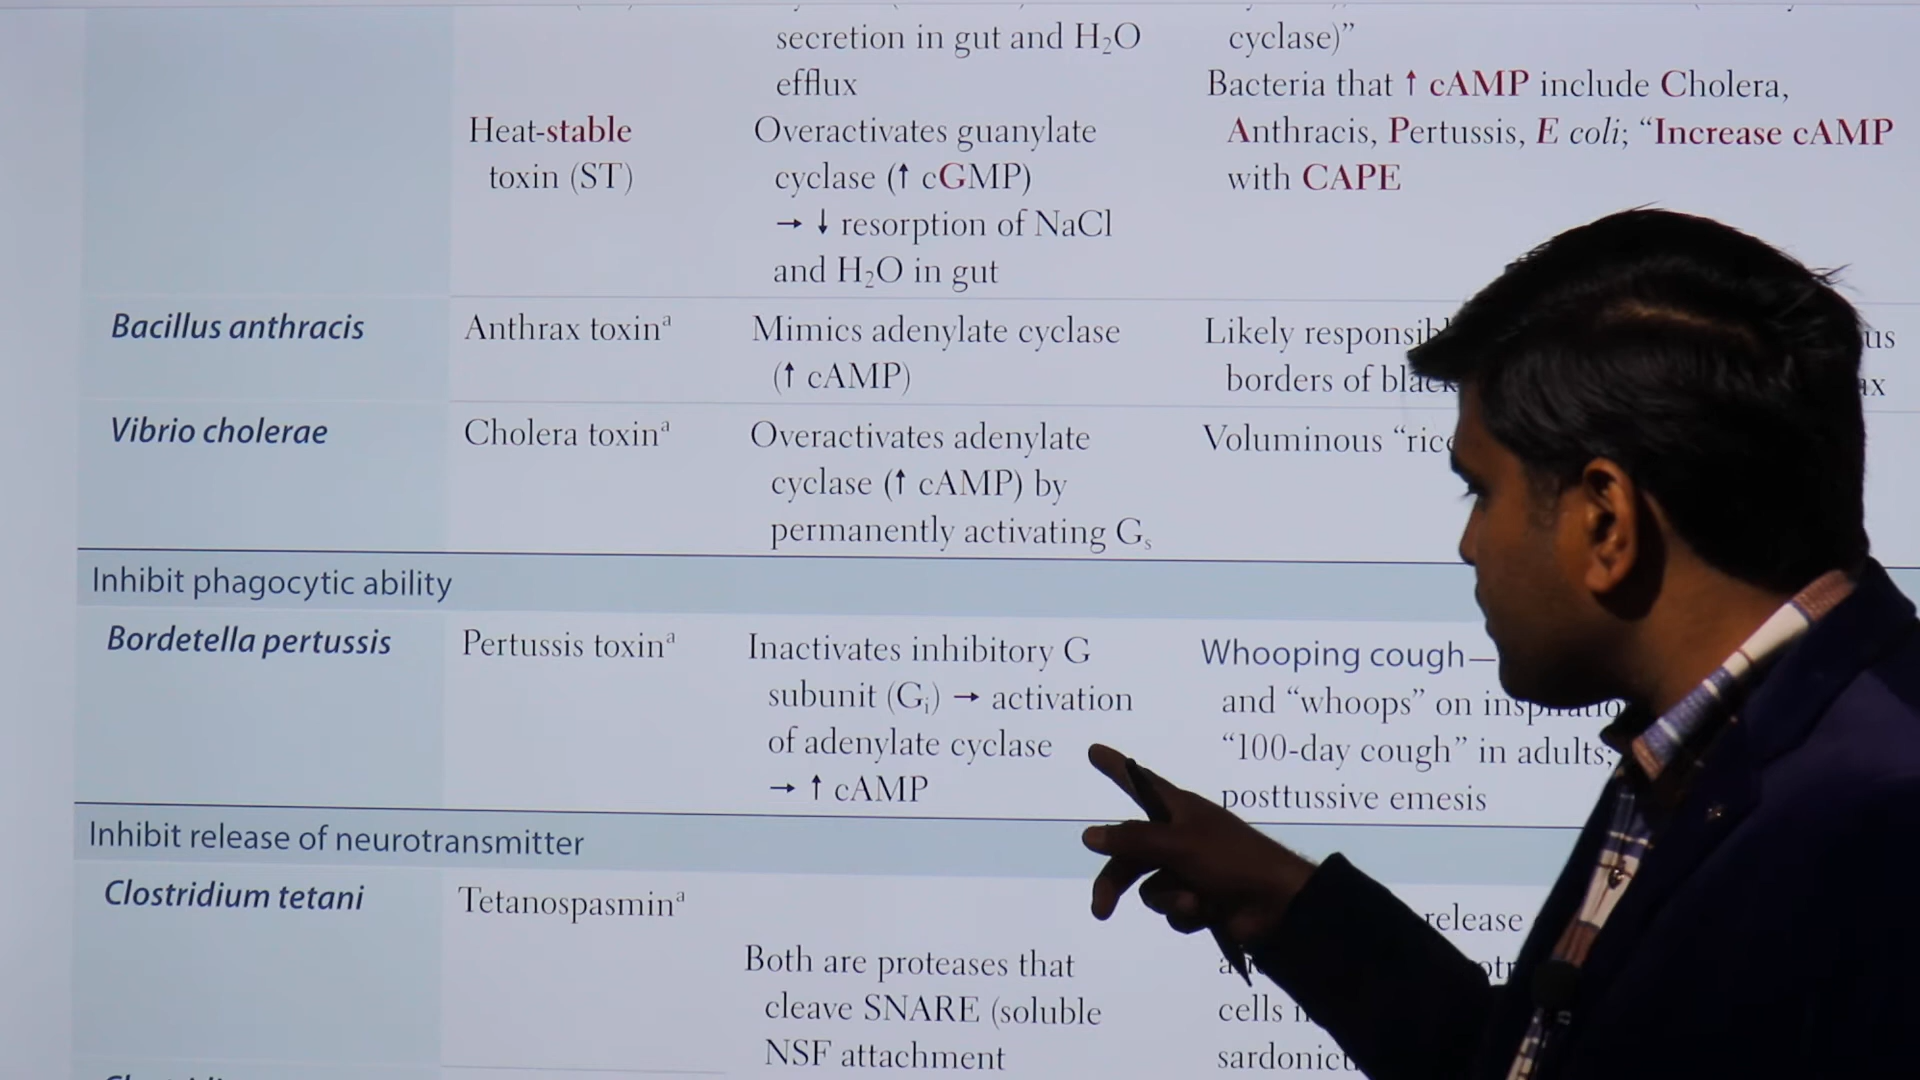 secretion in gut and H₂O
efflux
cyclase)”
Bacteria that ↑ cAMP include Cholera,
Anthracis, Pertussis, E coli; “Increase cAMP
with CAPE
Heat-stable
toxin (ST)
Overactivates guanylate
cyclase (↑ cGMP)
→ ↓ resorption of NaCl
and H₂O in gut
Bacillus anthracis
Anthrax toxinᵃ
Mimics adenylate cyclase
(↑ cAMP)
Likely
borders of
Vibrio cholerae
Cholera toxinᵃ
Overactivates adenylate
cyclase (↑ cAMP) by
permanently activating Gₛ
Voluminous
Inhibit phagocytic ability
Bordetella pertussis
Pertussis toxinᵃ
Inactivates inhibitory G
subunit (Gᵢ) → activation
of adenylate cyclase
→ ↑ cAMP
Whooping cough—
and “whoops” on
“100-day cough” in adults;
posttussive emesis
Inhibit release of neurotransmitter
Clostridium tetani
Tetanospasminᵃ
Both are proteases that
cleave SNARE (soluble
NSF attachment
release
cells